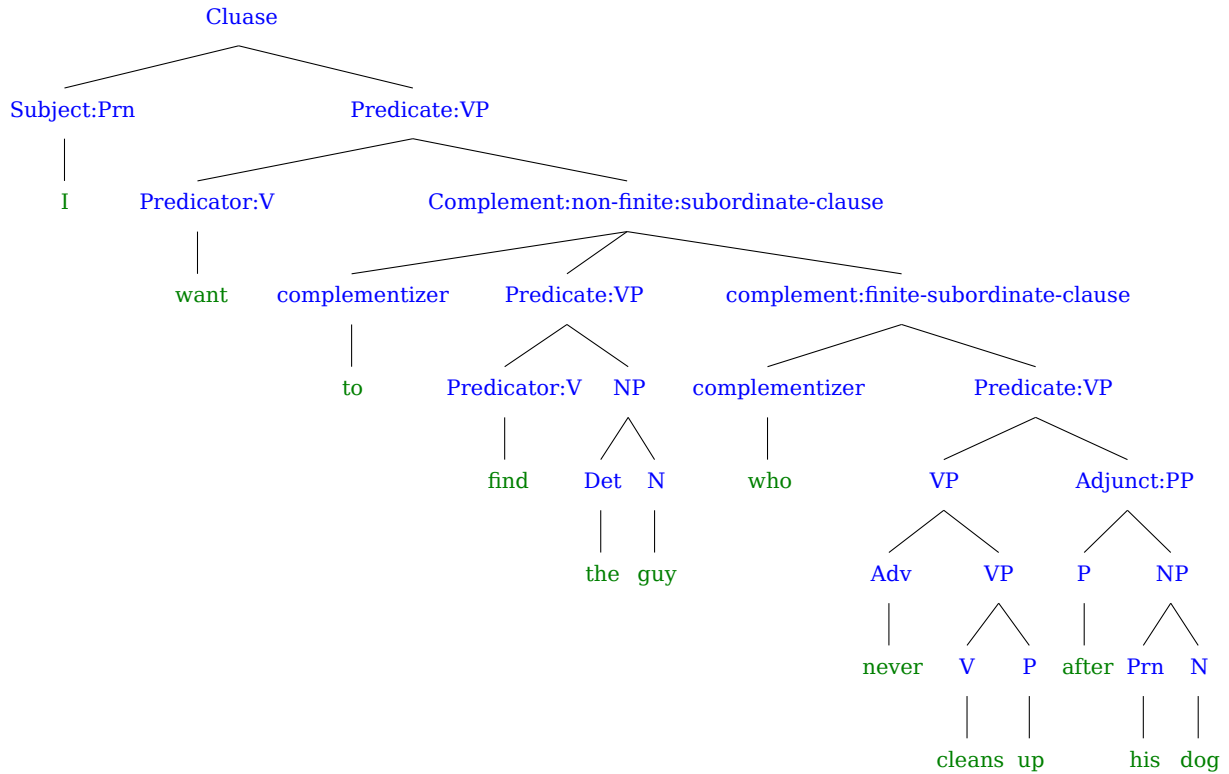 Cluase
Subject:Prn Predicate:VP
I Predicator:V Complement:non-finite:subordinate-clause
want complementizer Predicate:VP complement:finite-subordinate-clause
to Predicator:V NP complementizer Predicate:VP
find Det N who VP Adjunct:PP
the guy Adv VP P NP
never V P after Prn N
cleans up his dog